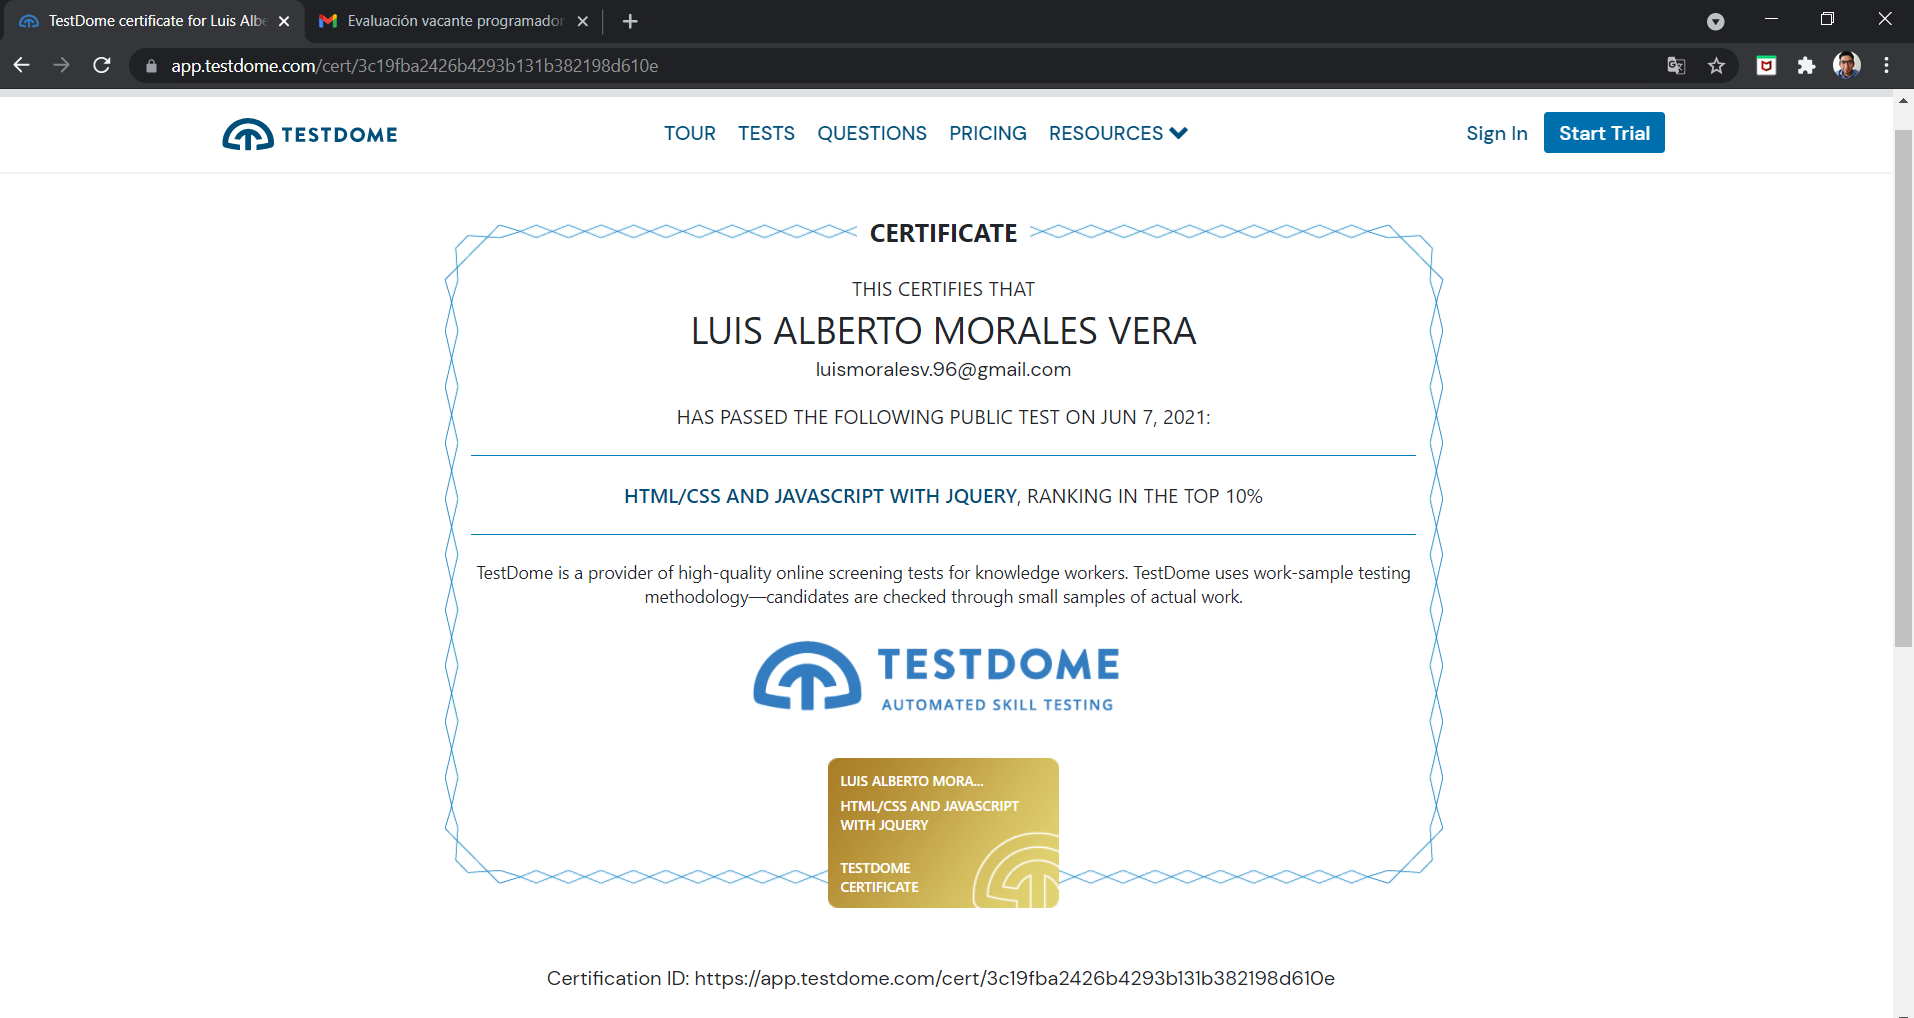 TestDome certificate for Luis Albe
Evaluación vacante programador
app.testdome.com/cert/3c19fba2426b4293b131b382198d610e
TESTDOME
TOUR TESTS QUESTIONS PRICING RESOURCES
Sign In Start Trial
CERTIFICATE
THIS CERTIFIES THAT
LUIS ALBERTO MORALES VERA
luismoralesv.96@gmail.com
HAS PASSED THE FOLLOWING PUBLIC TEST ON JUN 7, 2021:
HTML/CSS AND JAVASCRIPT WITH JQUERY, RANKING IN THE TOP 10%
TestDome is a provider of high-quality online screening tests for knowledge workers. TestDome uses work-sample testing
methodology—candidates are checked through small samples of actual work.
TESTDOME
AUTOMATED SKILL TESTING
LUIS ALBERTO MORA...
HTML/CSS AND JAVASCRIPT
WITH JQUERY
TESTDOME
CERTIFICATE
Certification ID: https://app.testdome.com/cert/3c19fba2426b4293b131b382198d610e